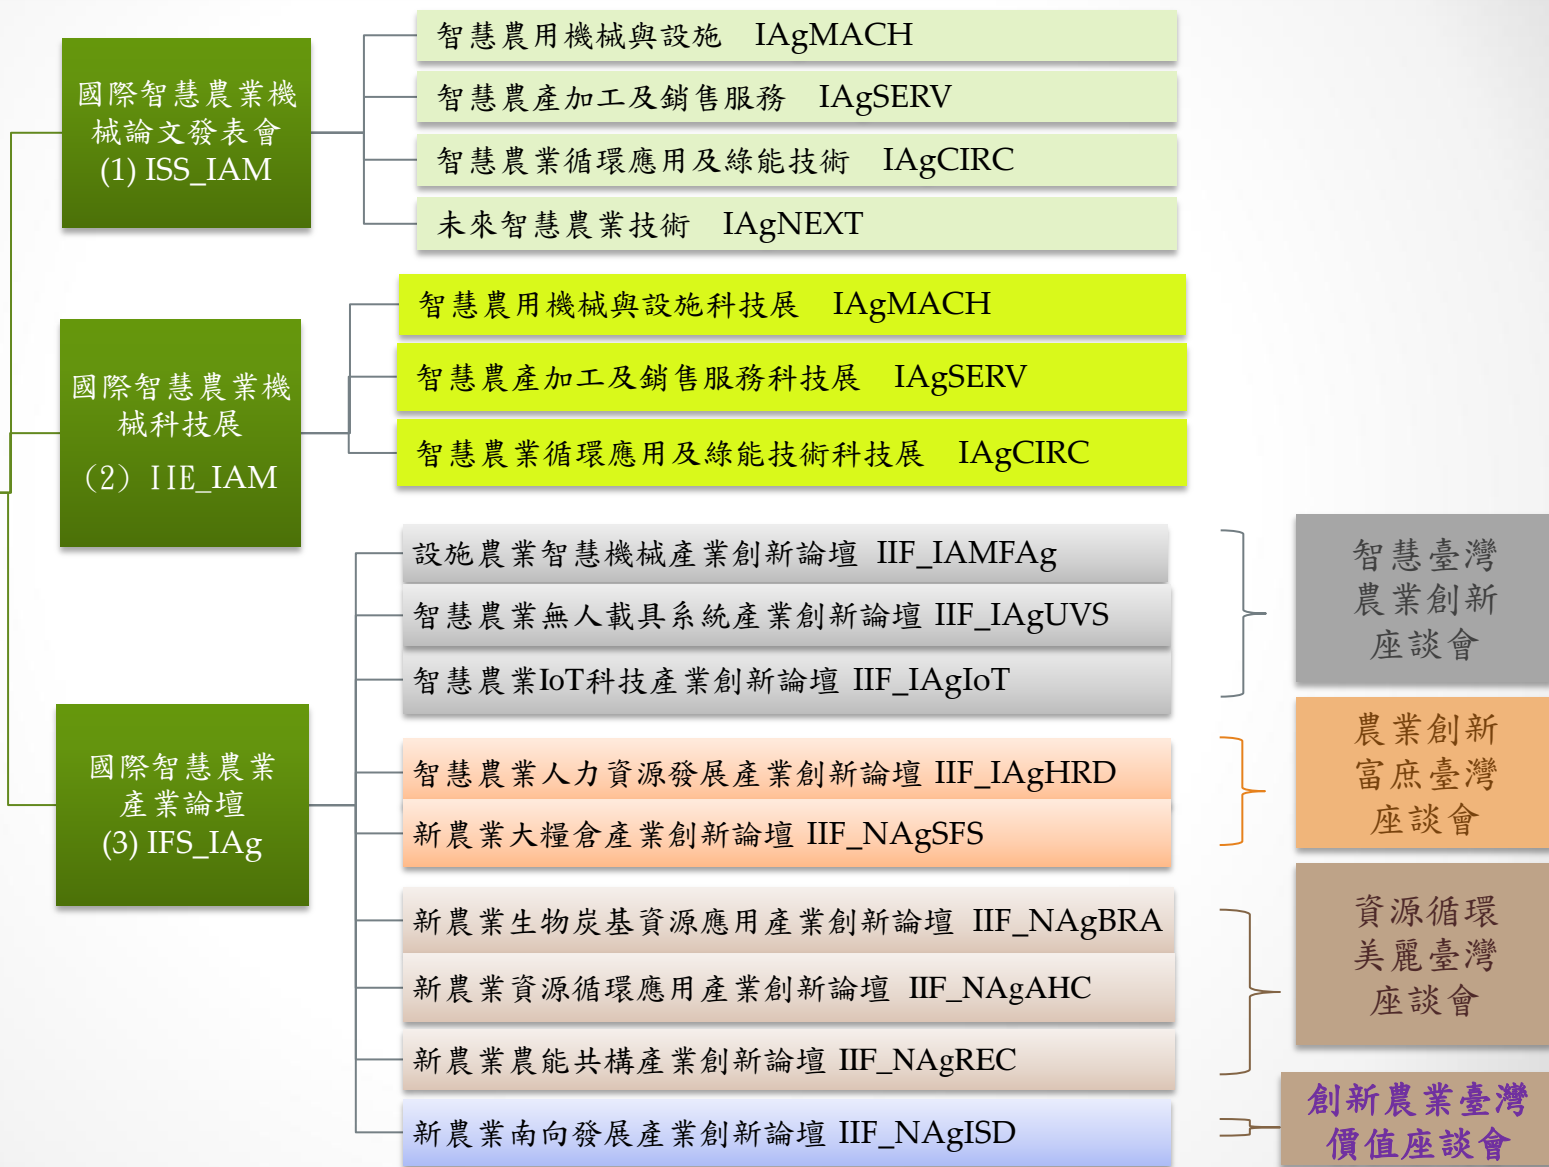 國際智慧農業機
械論文發表會
(1) ISS_IAM
智慧農用機械與設施 IAgMACH
智慧農產加工及銷售服務 IAgSERV
智慧農業循環應用及綠能技術 IAgCIRC
未來智慧農業技術 IAgNEXT
國際智慧農業機
械科技展
（2）IIE_IAM
智慧農用機械與設施科技展 IAgMACH
智慧農產加工及銷售服務科技展 IAgSERV
智慧農業循環應用及綠能技術科技展 IAgCIRC
國際智慧農業
產業論壇
(3) IFS_IAg
設施農業智慧機械產業創新論壇 IIF_IAMFAg
智慧農業無人載具系統產業創新論壇 IIF_IAgUVS
智慧農業IoT科技產業創新論壇 IIF_IAgIoT
智慧農業人力資源發展產業創新論壇 IIF_IAgHRD
新農業大糧倉產業創新論壇 IIF_NAgSFS
新農業生物炭基資源應用產業創新論壇 IIF_NAgBRA
新農業資源循環應用產業創新論壇 IIF_NAgAHC
新農業農能共構產業創新論壇 IIF_NAgREC
新農業南向發展產業創新論壇 IIF_NAgISD
智慧臺灣
農業創新
座談會
農業創新
富庶臺灣
座談會
資源循環
美麗臺灣
座談會
創新農業臺灣
價值座談會